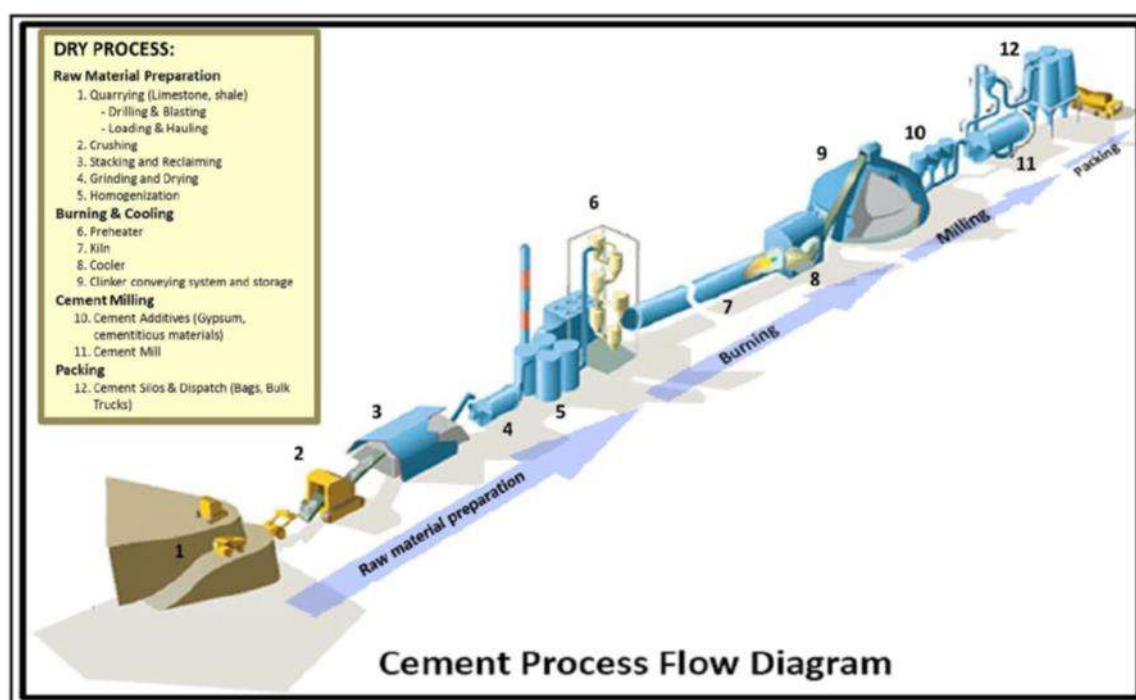 DRY PROCESS:
Raw Material Preparation
1. Quarrying (Limestone, shale)
- Drilling & Blasting
- Loading & Hauling
2. Crushing
3. Stacking and Reclaiming
4. Grinding and Drying
5. Homogenization
Burning & Cooling
6. Preheater
7. Kiln
8. Cooler
9. Clinker conveying system and storage
Cement Milling
10. Cement Additives (Gypsum,
cementitious materials)
11. Cement Mill
Packing
12. Cement Silos & Dispatch (Bags, Bulk
Trucks)
1
2
3
4
5
6
7
8
9
10
11
12
Raw material preparation
Burning
Milling
Packing
Cement Process Flow Diagram